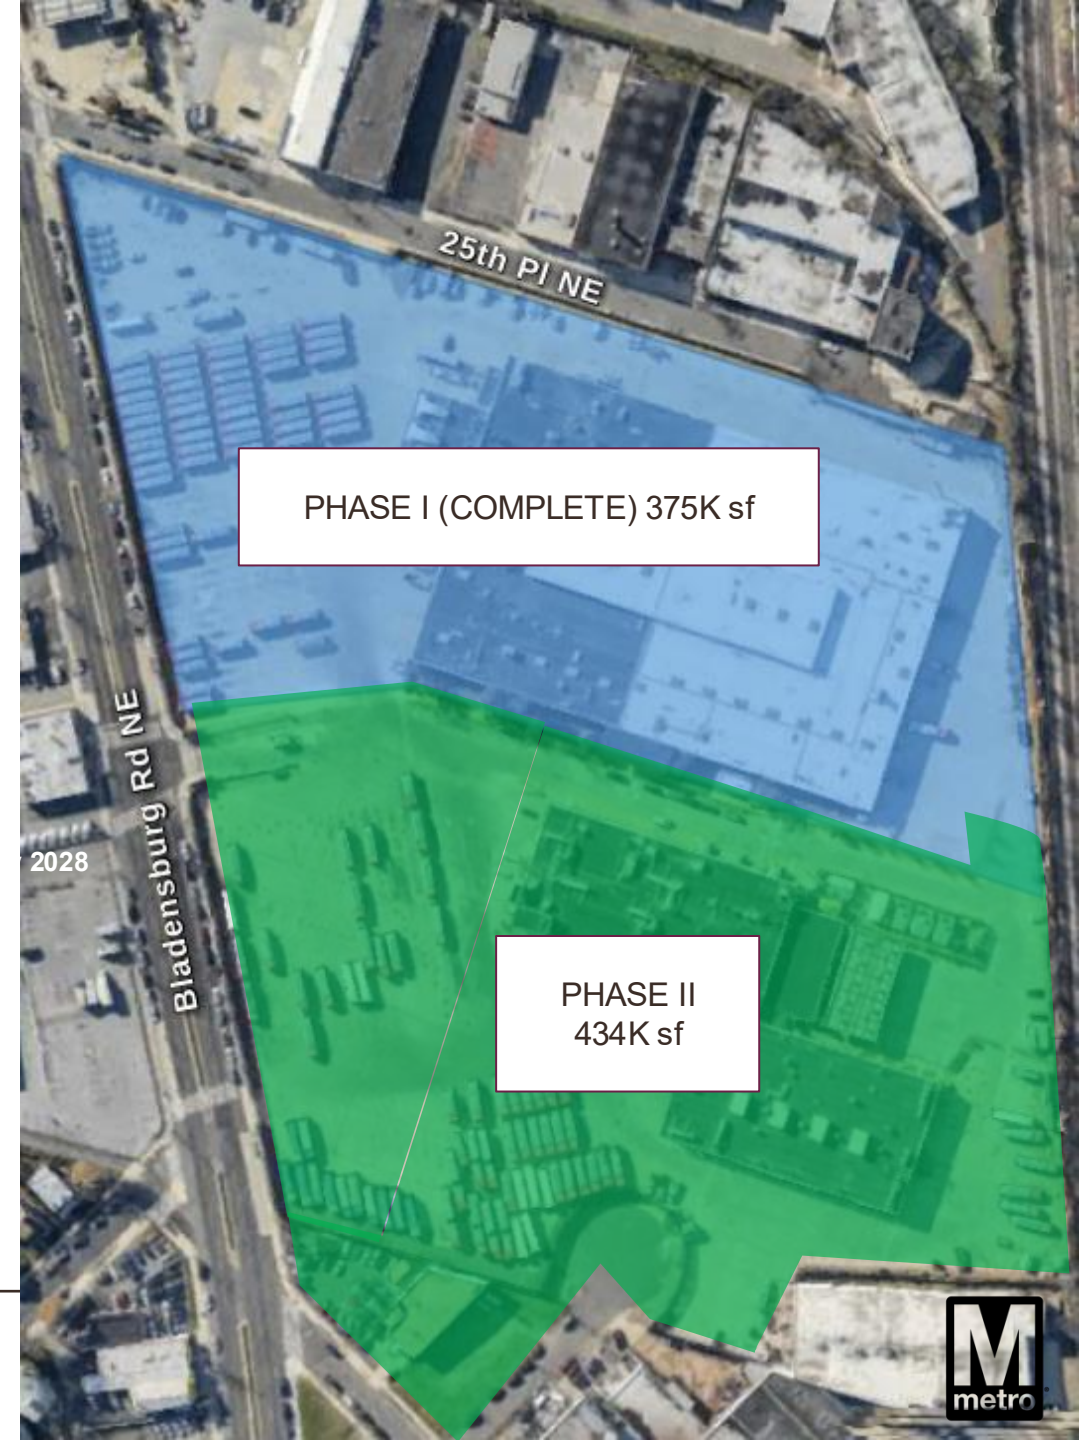 25th Pl NE
PHASE I (COMPLETE) 375K sf
Bladensburg Rd NE
2028
PHASE II
434K sf
M
metro